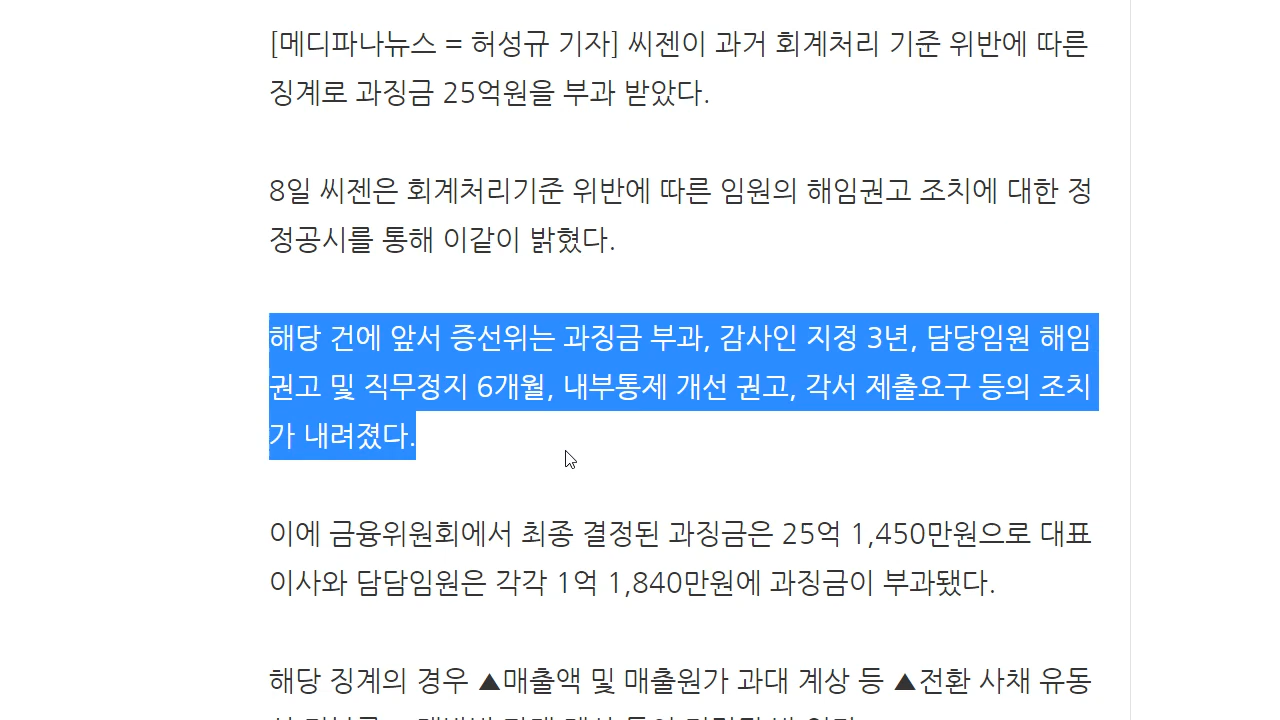 [메디파나뉴스 = 허성규 기자] 씨젠이 과거 회계처리 기준 위반에 따른
징계로 과징금 25억원을 부과 받았다.
8일 씨젠은 회계처리기준 위반에 따른 임원의 해임권고 조치에 대한 정
정공시를 통해 이같이 밝혔다.
해당 건에 앞서 증선위는 과징금 부과, 감사인 지정 3년, 담당임원 해임
권고 및 직무정지 6개월, 내부통제 개선 권고, 각서 제출요구 등의 조치
가 내려졌다.
이에 금융위원회에서 최종 결정된 과징금은 25억 1,450만원으로 대표
이사와 담담임원은 각각 1억 1,840만원에 과징금이 부과됐다.
해당 징계의 경우 ▲매출액 및 매출원가 과대 계상 등 ▲전환 사채 유동